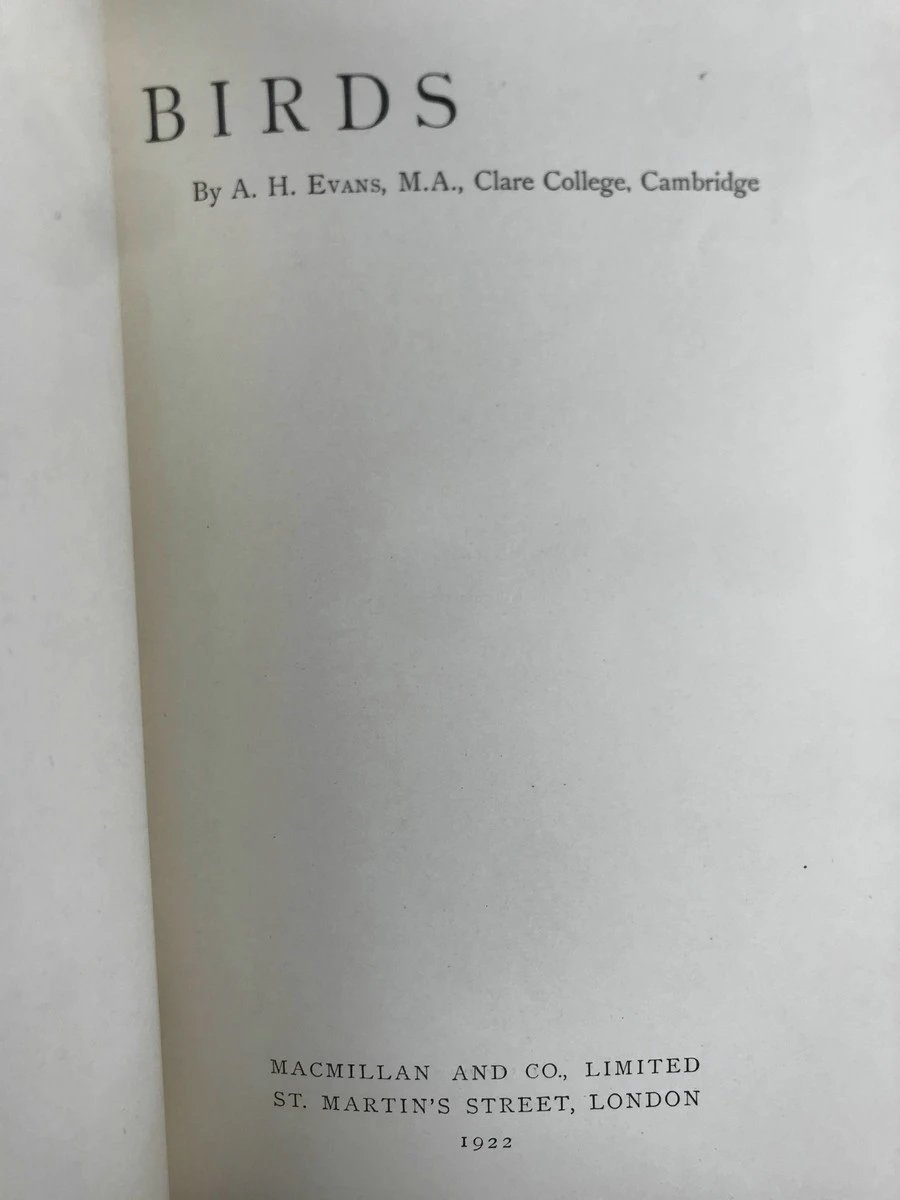 BIRDS
By A. H. EVANS, M.A., Clare College, Cambridge
MACMILLAN AND CO., LIMITED
ST. MARTIN'S STREET, LONDON
1922